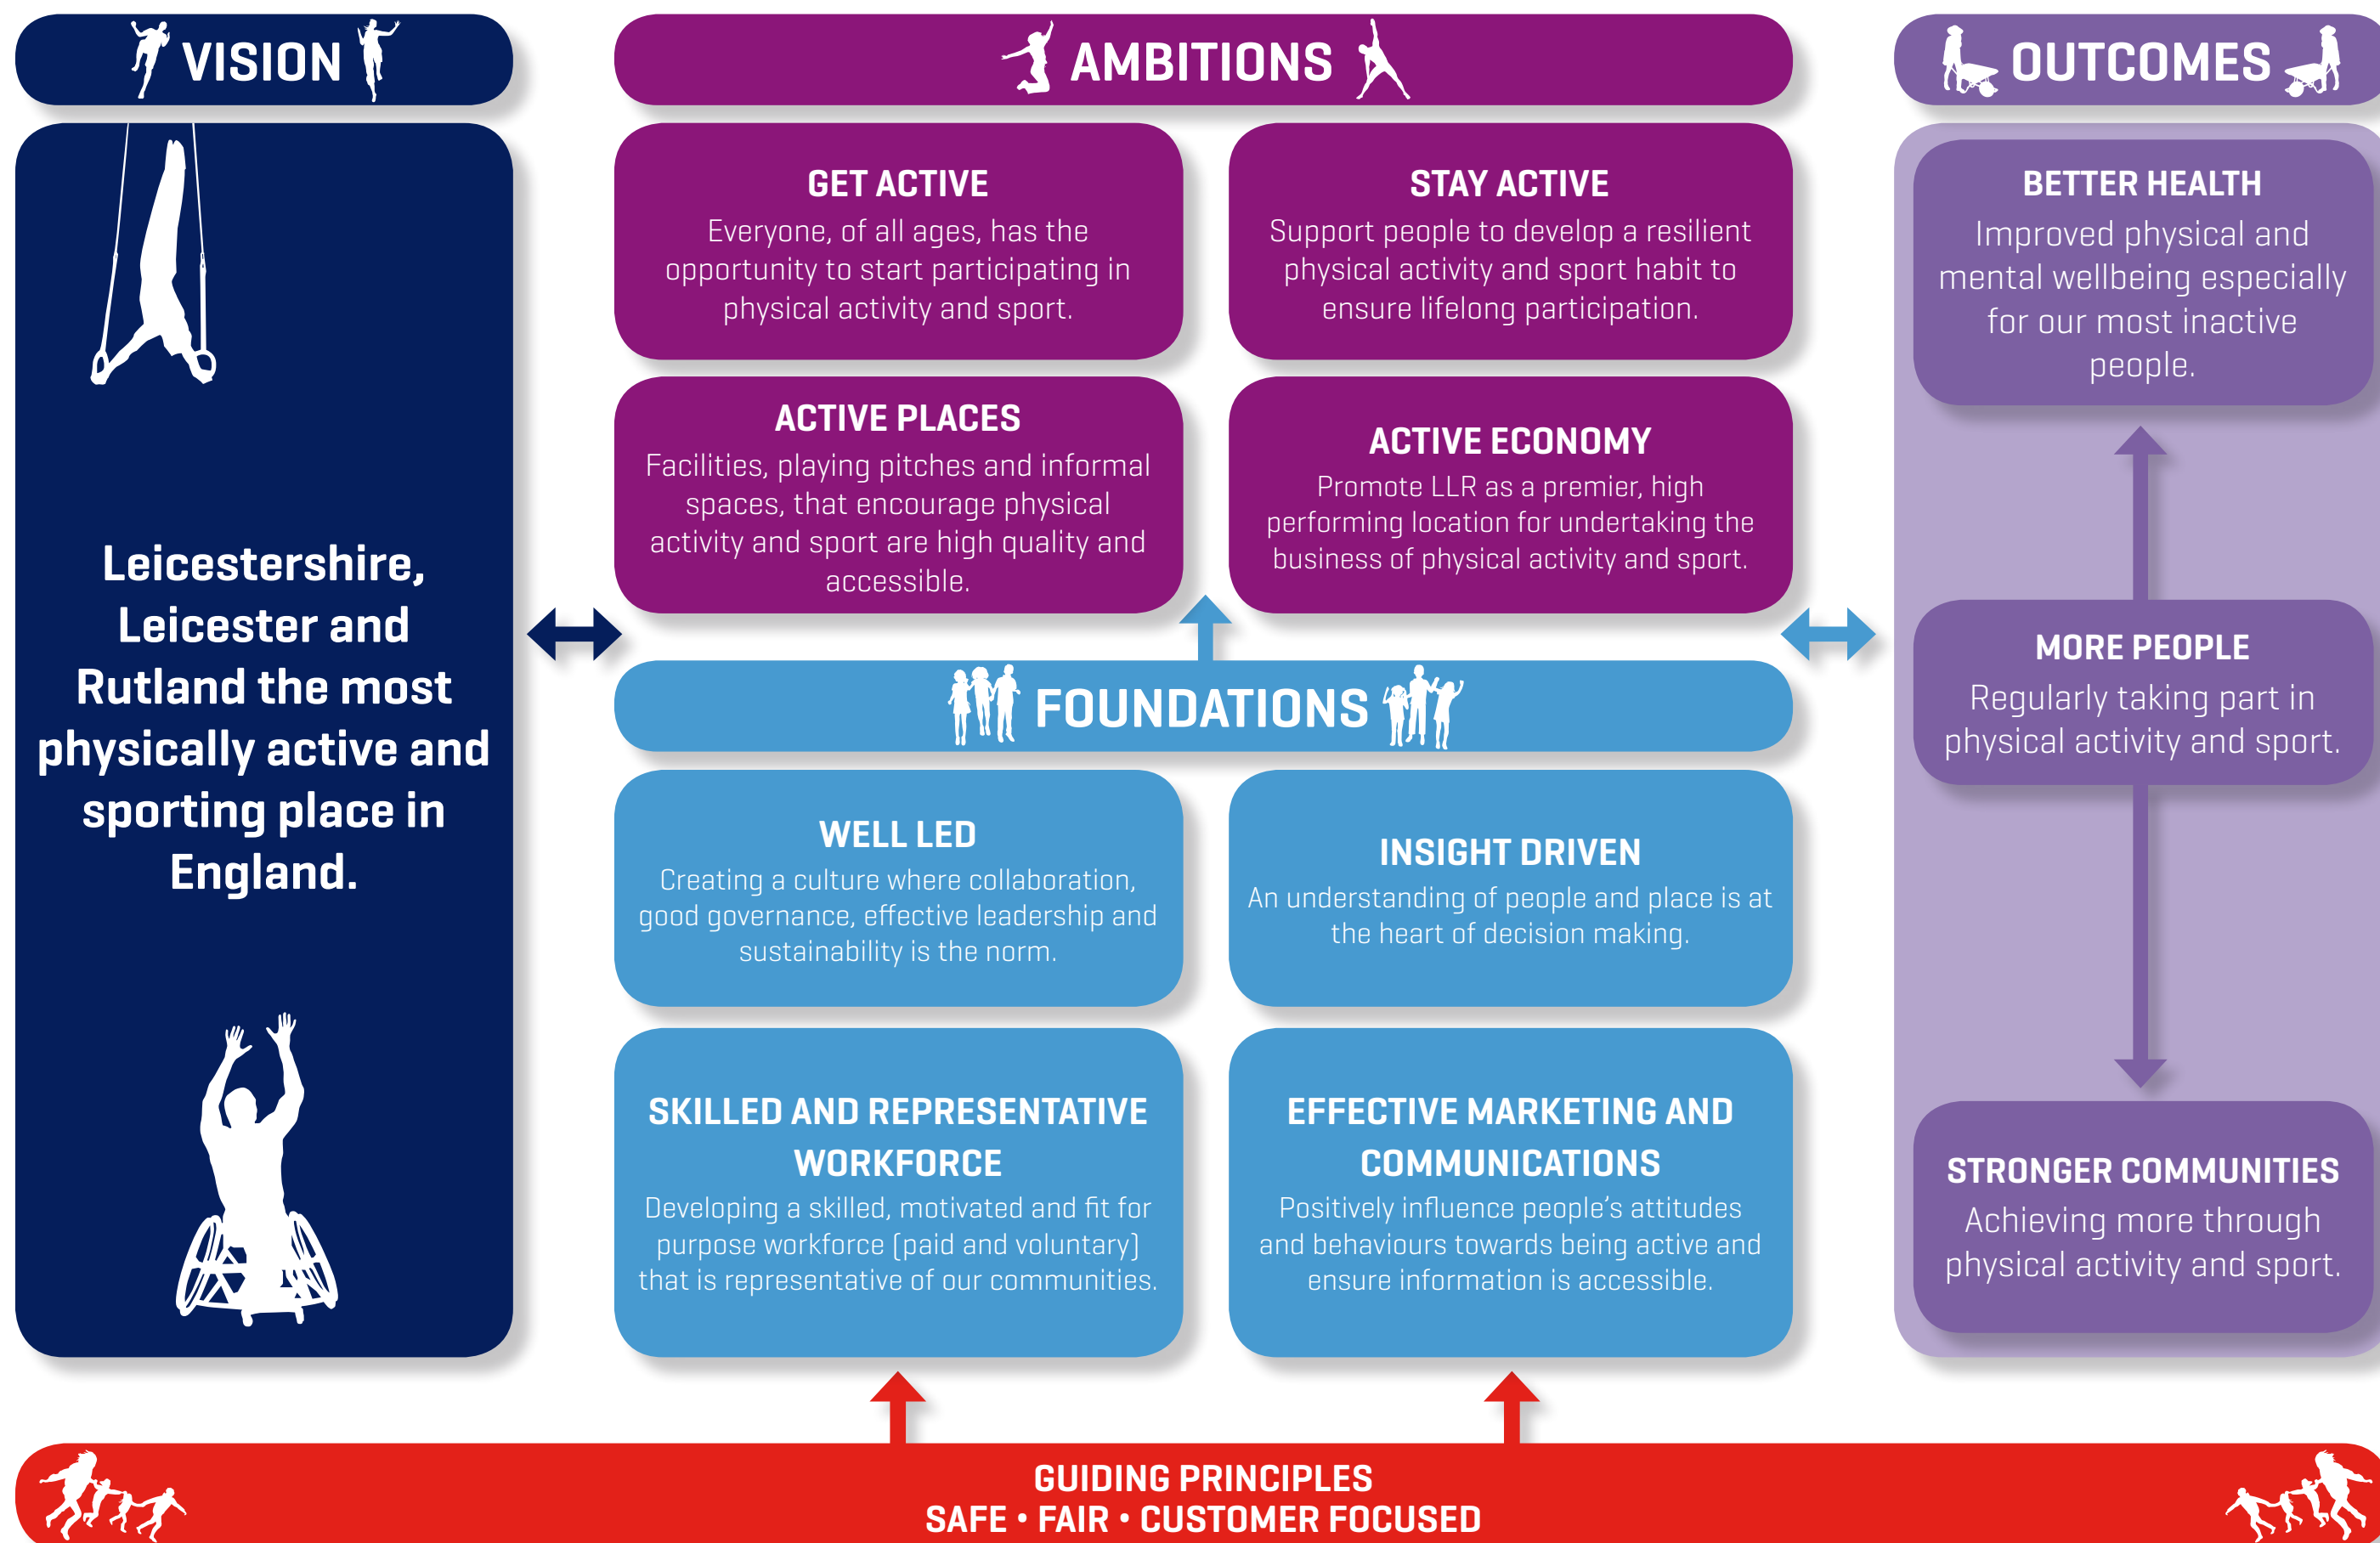 VISION
Leicestershire,
Leicester and
Rutland the most
physically active and
sporting place in
England.
AMBITIONS
GET ACTIVE
Everyone, of all ages, has the
opportunity to start participating in
physical activity and sport.
STAY ACTIVE
Support people to develop a resilient
physical activity and sport habit to
ensure lifelong participation.
ACTIVE PLACES
Facilities, playing pitches and informal
spaces, that encourage physical
activity and sport are high quality and
accessible.
ACTIVE ECONOMY
Promote LLR as a premier, high
performing location for undertaking the
business of physical activity and sport.
FOUNDATIONS
WELL LED
Creating a culture where collaboration,
good governance, effective leadership and
sustainability is the norm.
INSIGHT DRIVEN
An understanding of people and place is at
the heart of decision making.
SKILLED AND REPRESENTATIVE
WORKFORCE
Developing a skilled, motivated and fit for
purpose workforce (paid and voluntary)
that is representative of our communities.
EFFECTIVE MARKETING AND
COMMUNICATIONS
Positively influence people's attitudes
and behaviours towards being active and
ensure information is accessible.
OUTCOMES
BETTER HEALTH
Improved physical and
mental wellbeing especially
for our most inactive
people.
MORE PEOPLE
Regularly taking part in
physical activity and sport.
STRONGER COMMUNITIES
Achieving more through
physical activity and sport.
GUIDING PRINCIPLES
SAFE • FAIR • CUSTOMER FOCUSED